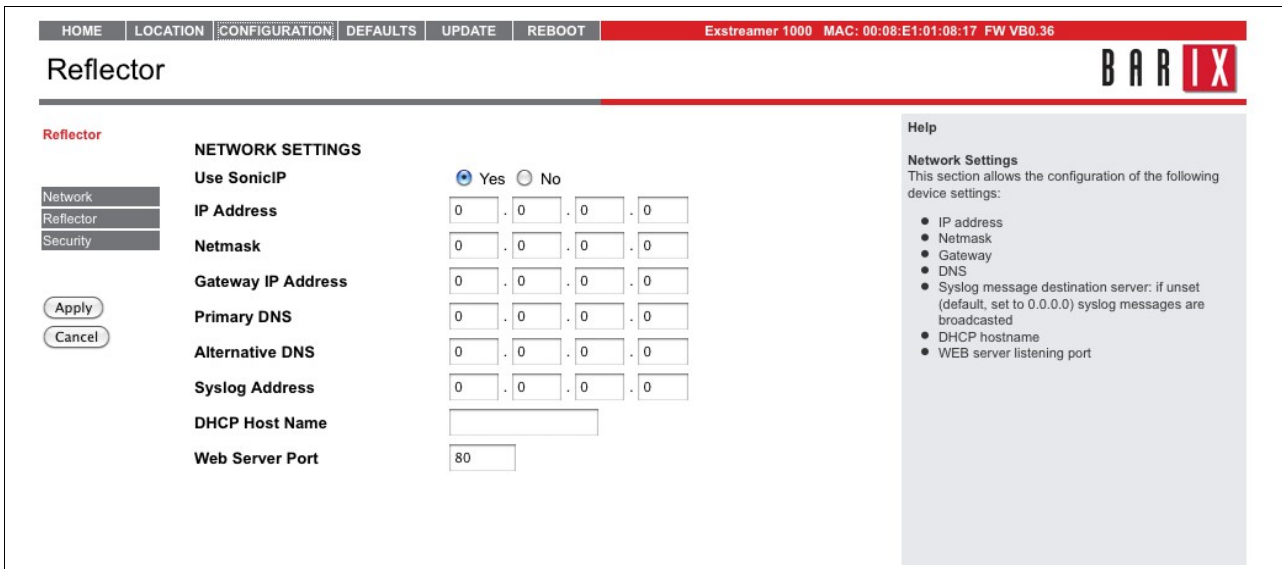 HOME LOCATION CONFIGURATION DEFAULTS UPDATE REBOOT Exstreamer 1000 MAC: 00:08:E1:01:08:17 FW VB0.36
Reflector
BARIX
Reflector
Network
Reflector
Security
Apply
Cancel
NETWORK SETTINGS
Use SonicIP Yes No
IP Address 0 . 0 . 0 . 0
Netmask 0 . 0 . 0 . 0
Gateway IP Address 0 . 0 . 0 . 0
Primary DNS 0 . 0 . 0 . 0
Alternative DNS 0 . 0 . 0 . 0
Syslog Address 0 . 0 . 0 . 0
DHCP Host Name
Web Server Port 80
Help
Network Settings
This section allows the configuration of the following
device settings:
● IP address
● Netmask
● Gateway
● DNS
● Syslog message destination server: if unset
(default, set to 0.0.0.0) syslog messages are
broadcasted
● DHCP hostname
● WEB server listening port